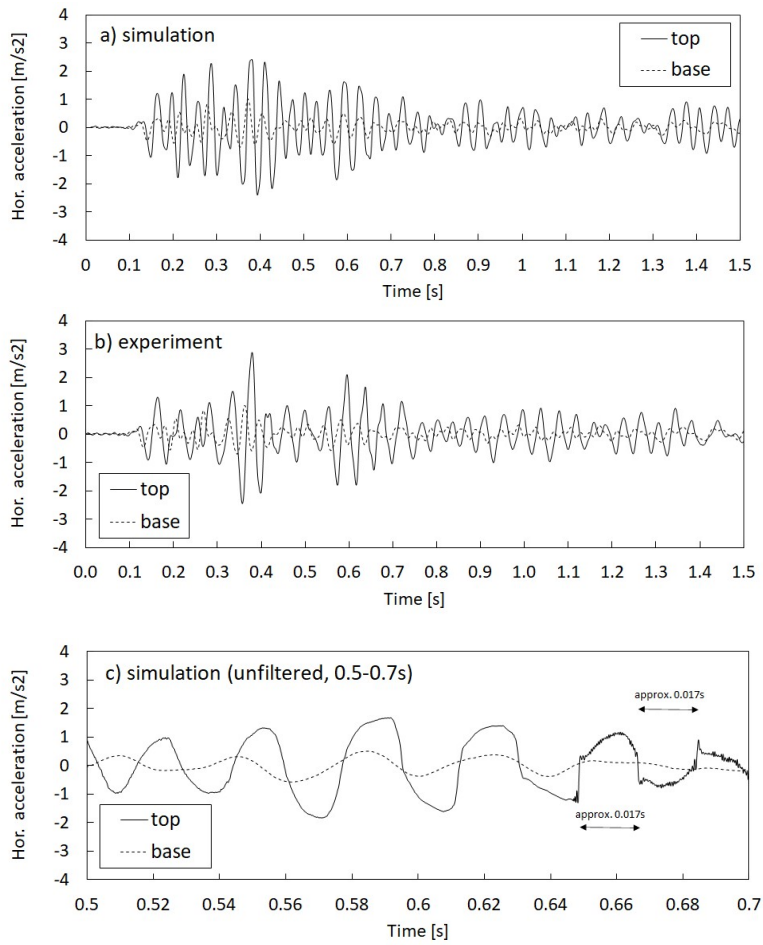 a) simulation
top
base
Hor. acceleration [m/s2]
4
3
2
1
0
-1
-2
-3
-4
0 0.1 0.2 0.3 0.4 0.5 0.6 0.7 0.8 0.9 1 1.1 1.2 1.3 1.4 1.5
Time [s]
b) experiment
top
base
Hor. acceleration [m/s2]
4
3
2
1
0
-1
-2
-3
-4
0.0 0.1 0.2 0.3 0.4 0.5 0.6 0.7 0.8 0.9 1.0 1.1 1.2 1.3 1.4 1.5
Time [s]
c) simulation (unfiltered, 0.5-0.7s)
approx. 0.017s
approx. 0.017s
top
base
Hor. acceleration [m/s2]
4
3
2
1
0
-1
-2
-3
-4
0.5 0.52 0.54 0.56 0.58 0.6 0.62 0.64 0.66 0.68 0.7
Time [s]